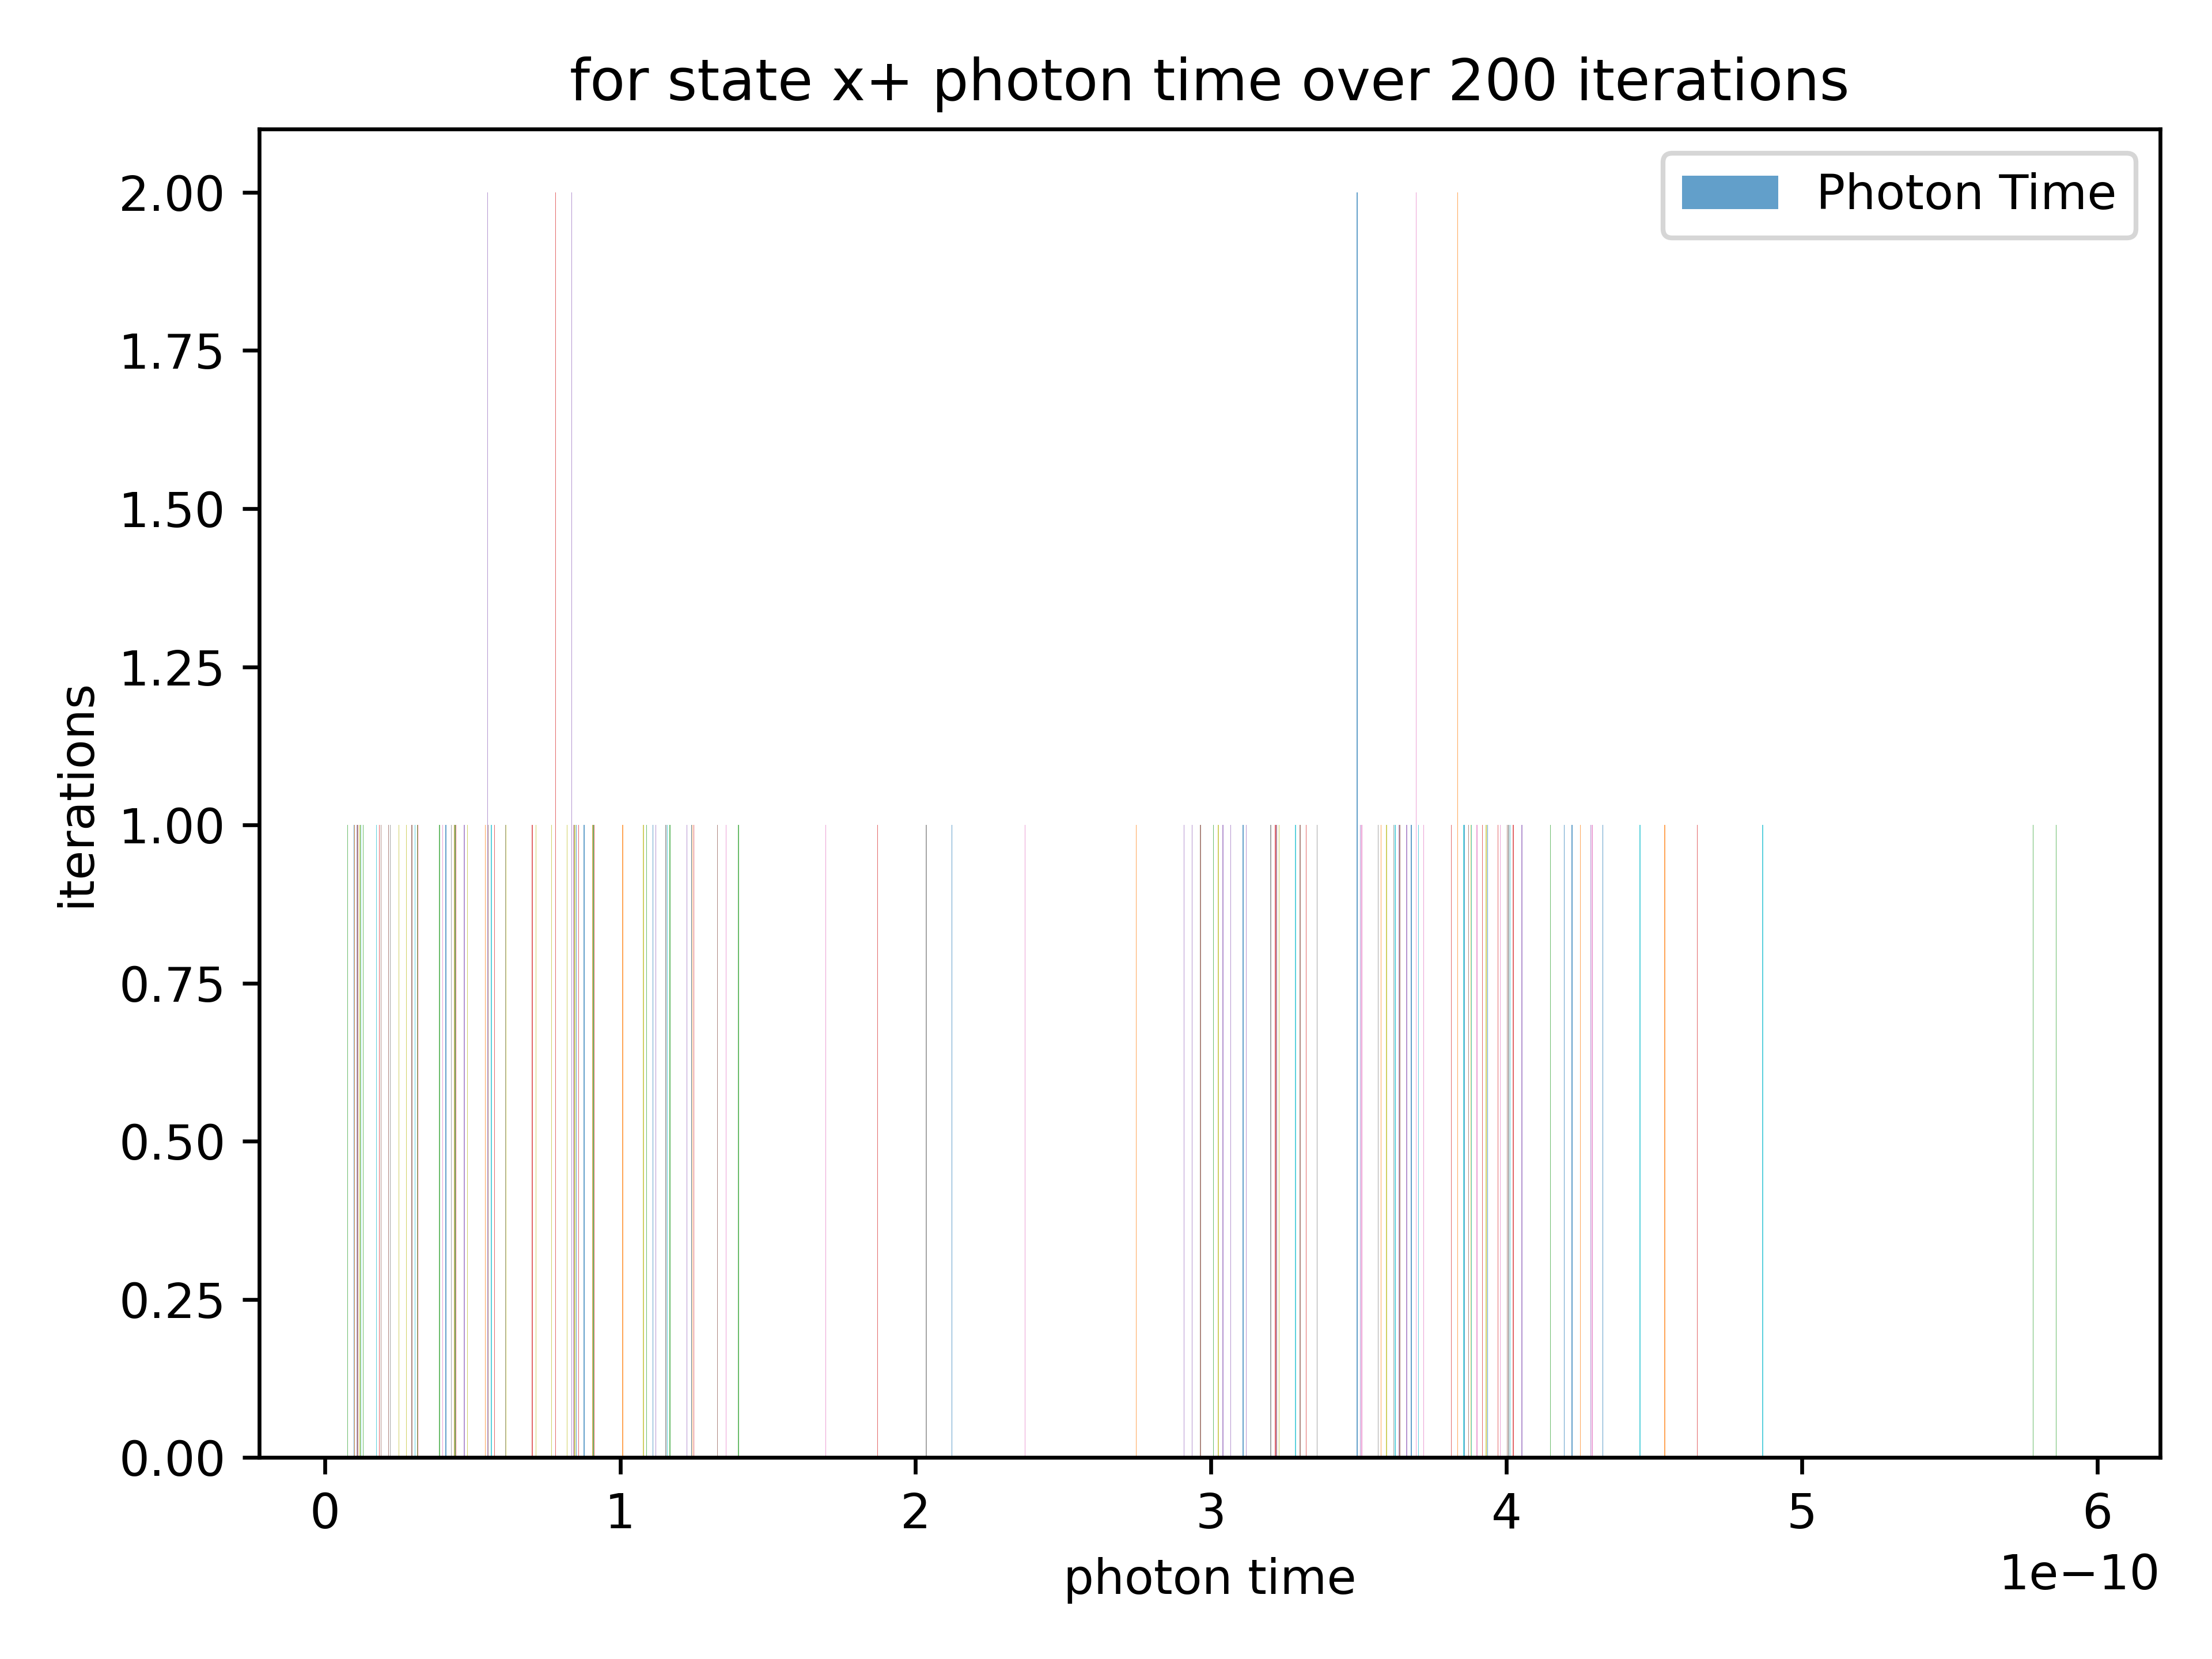 for state x+ photon time over 200 iterations
Photon Time
2.00
1.75
1.50
1.25
1.00
0.75
0.50
0.25
0.00
iterations
0 1 2 3 4 5 6
1e−10
photon time